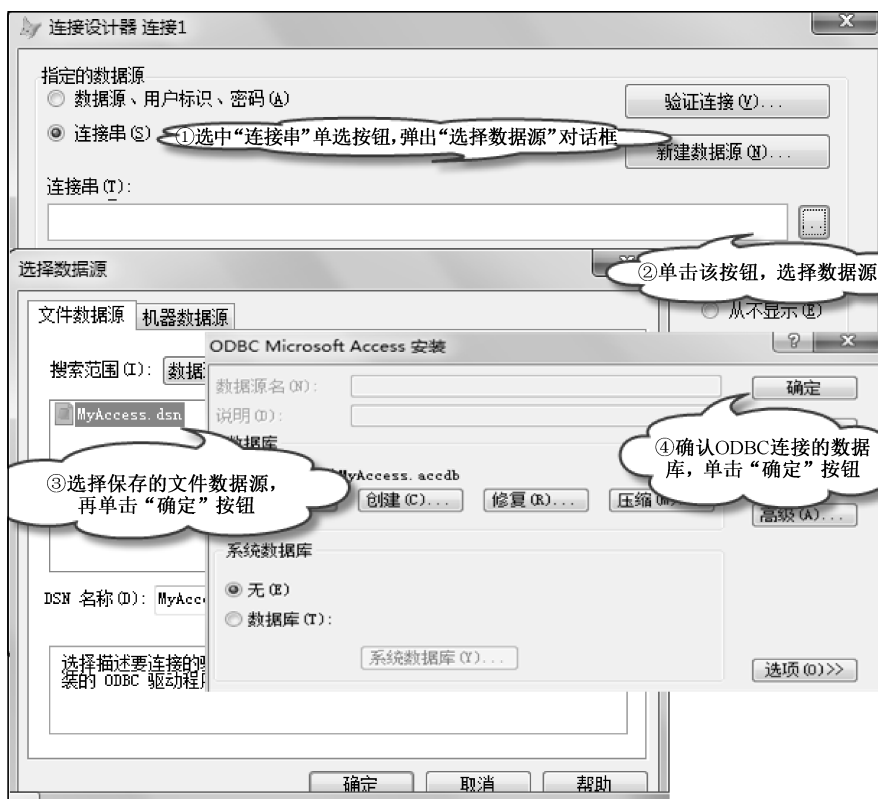 连接设计器 连接1
指定的数据源
数据源、用户标识、密码(A)
验证连接(V)...
连接串(S)
①选中“连接串”单选按钮,弹出“选择数据源”对话框
新建数据源(N)...
连接串(T):
...
选择数据源
②单击该按钮，选择数据源
从不显示(E)
文件数据源
机器数据源
ODBC Microsoft Access 安装
搜索范围(I):
数据
数据源名(N):
确定
MyAccess.dsn
说明(D):
数据库
④确认ODBC连接的数据
库，单击“确定”按钮
MyAccess.accdb
③选择保存的文件数据源，
再单击“确定”按钮
创建(C)...
修复(R)...
压缩
高级(A)...
系统数据库
无(E)
DSN 名称(D):
MyAcce
数据库(T):
系统数据库(Y)...
选择描述要连接的
装的 ODBC 驱动程
选项(O)>>
确定
取消
帮助